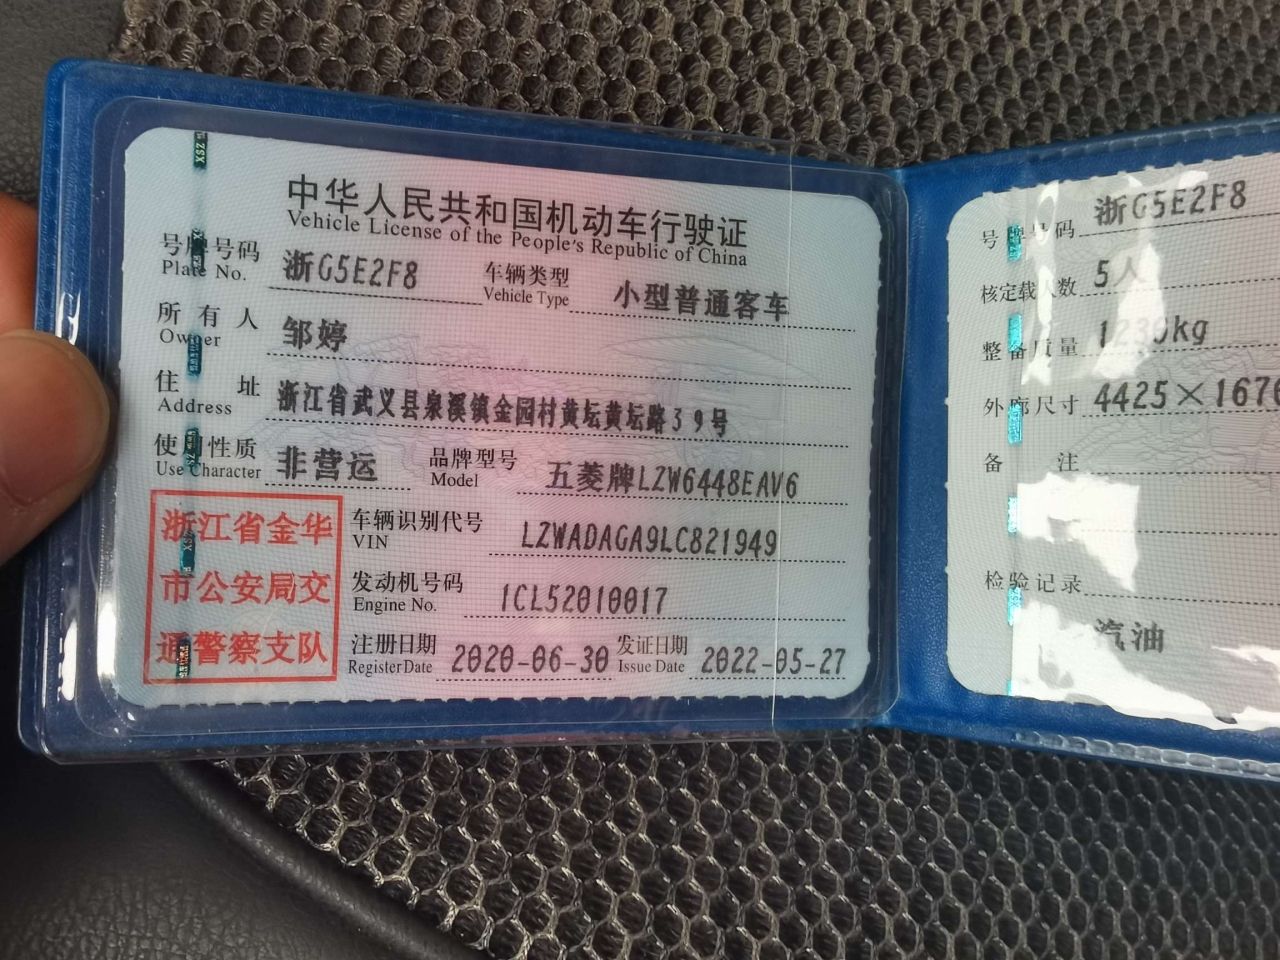 中华人民共和国机动车行驶证
Vehicle License of the People's Republic of China
号牌号码 浙G5E2F8 车辆类型 小型普通客车
Plate No. Vehicle Type
所有人 邹婷
Owner
住址 浙江省武义县泉溪镇金园村黄坛黄坛路39号
Address
使用性质 非营运 品牌型号 五菱牌LZW6448EAV6
Use Character Model
浙江省金华
市公安局交
通警察支队
车辆识别代号 LZWADAGA9LC821949
VIN
发动机号码 1CL52010017
Engine No.
注册日期 2020-06-30 发证日期 2022-05-27
Register Date Issue Date
号牌号码 浙G5E2F8
核定载人数 5人
整备质量 1230kg
外廓尺寸 4425×1670
备注
检验记录
汽油